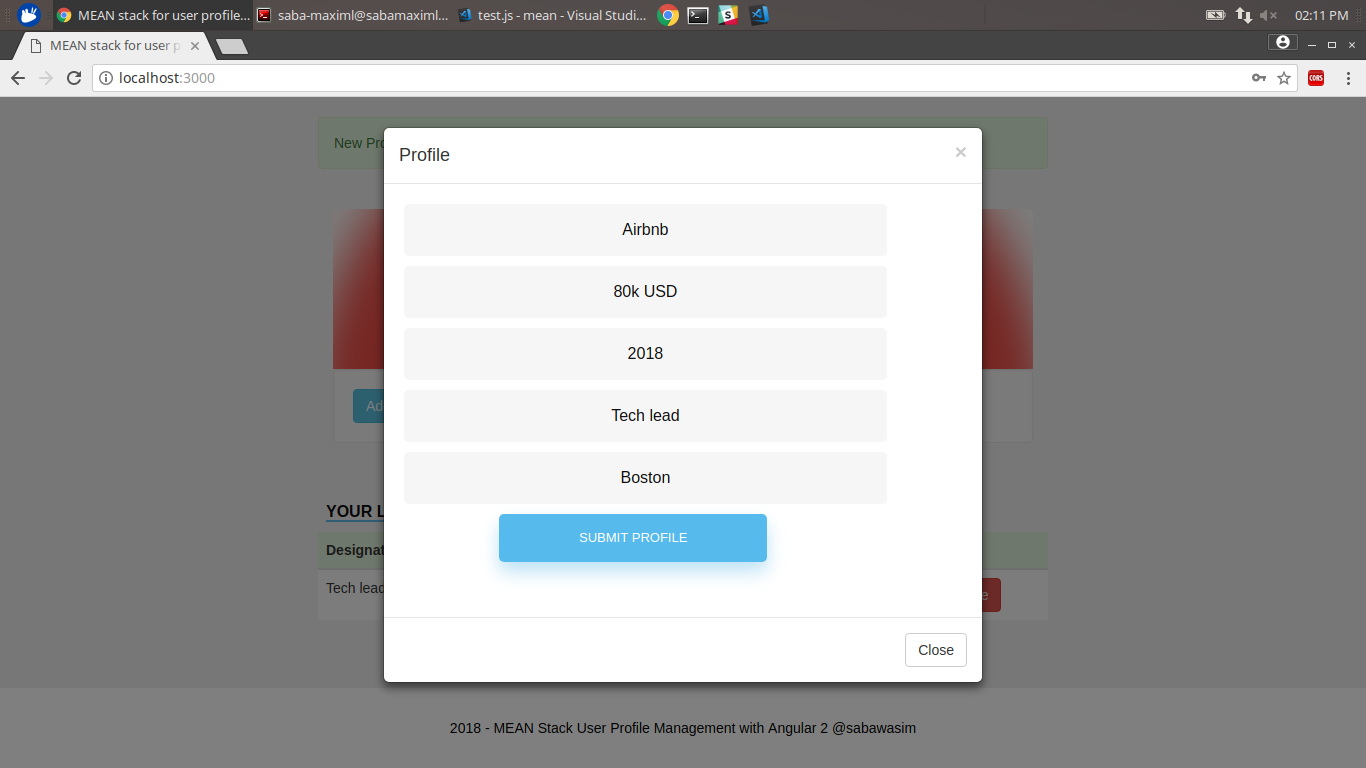 MEAN stack for user profile...
saba-maximl@sabamaximl...
test.js - mean - Visual Studi...
02:11 PM
MEAN stack for user p
localhost:3000
CORS
New Pro
Profile
×
Airbnb
80k USD
2018
Tech lead
Boston
SUBMIT PROFILE
Ad
YOUR L
Designat
Tech lead
e
Close
2018 - MEAN Stack User Profile Management with Angular 2 @sabawasim